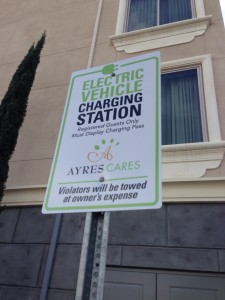 ELECTRIC
VEHICLE
CHARGING
STATION
Registered Guests Only
Must Display Charging Pass
AYRES CARES
Violators will be towed
at owner's expense